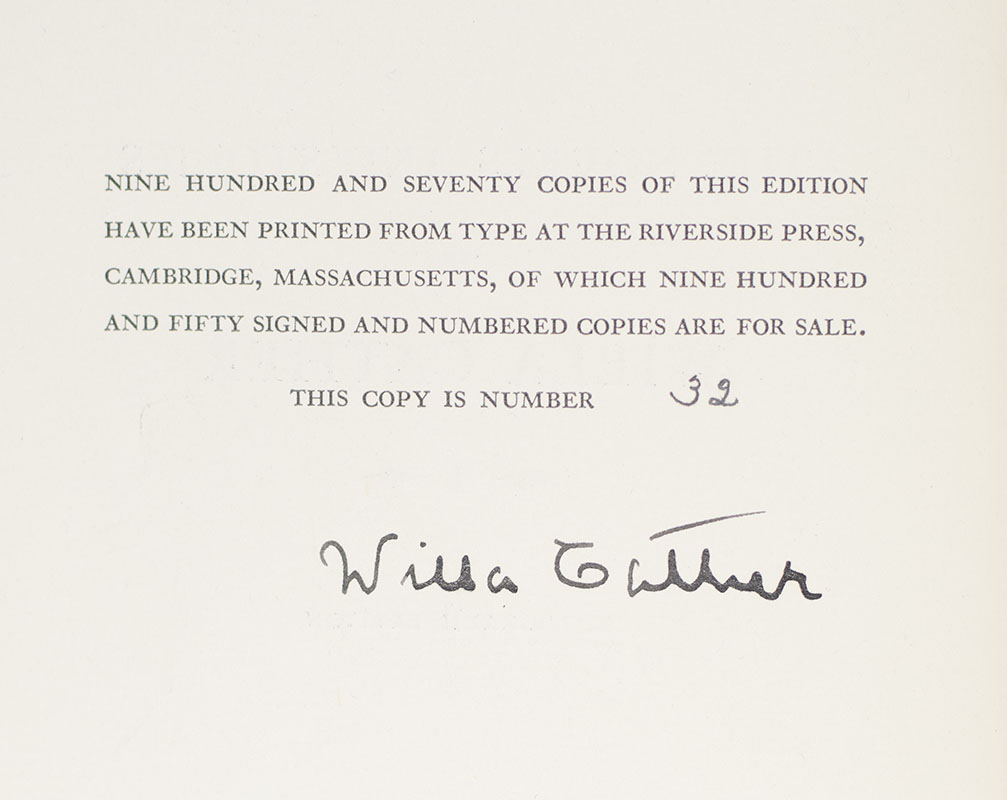 NINE HUNDRED AND SEVENTY COPIES OF THIS EDITION
HAVE BEEN PRINTED FROM TYPE AT THE RIVERSIDE PRESS,
CAMBRIDGE, MASSACHUSETTS, OF WHICH NINE HUNDRED
AND FIFTY SIGNED AND NUMBERED COPIES ARE FOR SALE.
THIS COPY IS NUMBER 32
Willa Cather